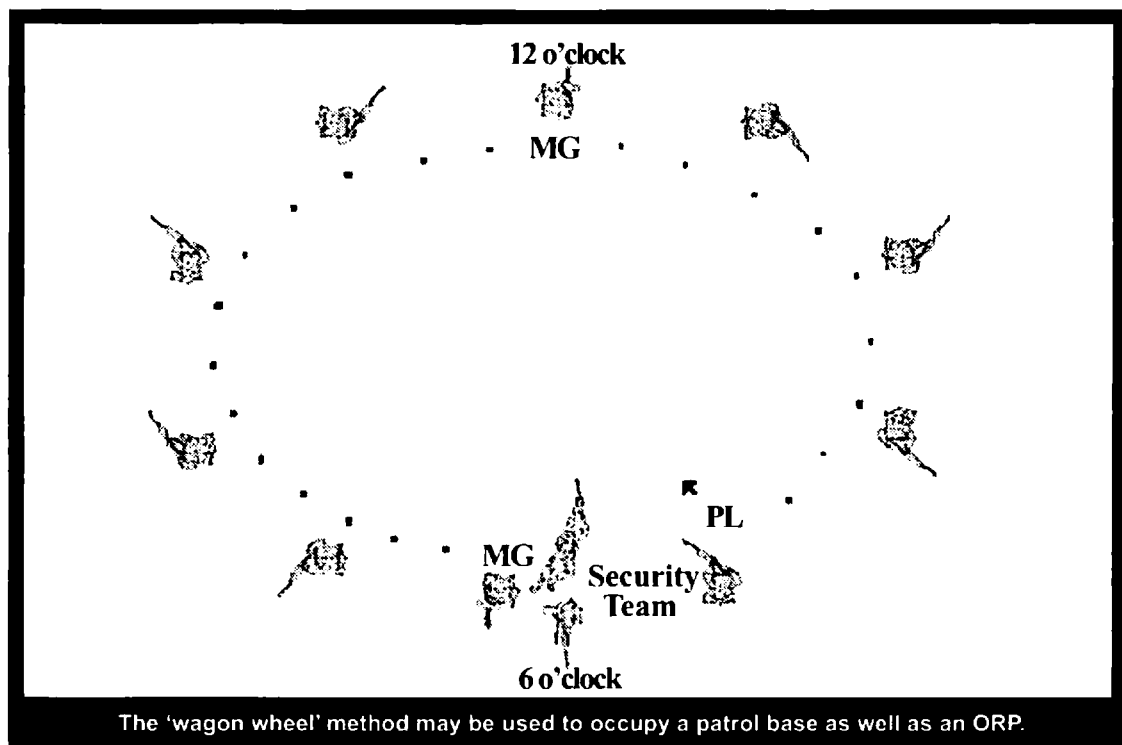 12 o'clock
MG
PL
MG
Security
Team
6 o'clock
The 'wagon wheel' method may be used to occupy a patrol base as well as an ORP.